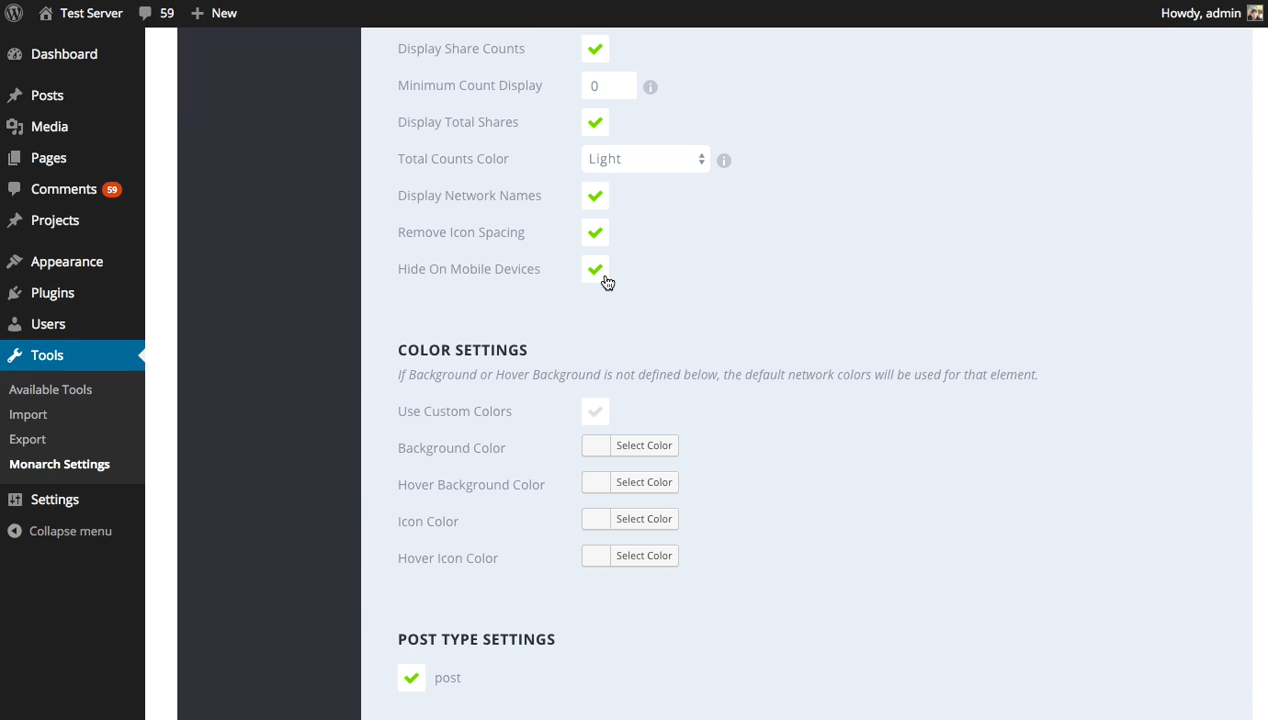 Test Server 59 New Howdy, admin
Dashboard
Posts
Media
Pages
Comments 59
Projects
Appearance
Plugins
Users
Tools
Available Tools
Import
Export
Monarch Settings
Settings
Collapse menu
Display Share Counts
Minimum Count Display 0
Display Total Shares
Total Counts Color Light
Display Network Names
Remove Icon Spacing
Hide On Mobile Devices
COLOR SETTINGS
If Background or Hover Background is not defined below, the default network colors will be used for that element.
Use Custom Colors
Background Color Select Color
Hover Background Color Select Color
Icon Color Select Color
Hover Icon Color Select Color
POST TYPE SETTINGS
post